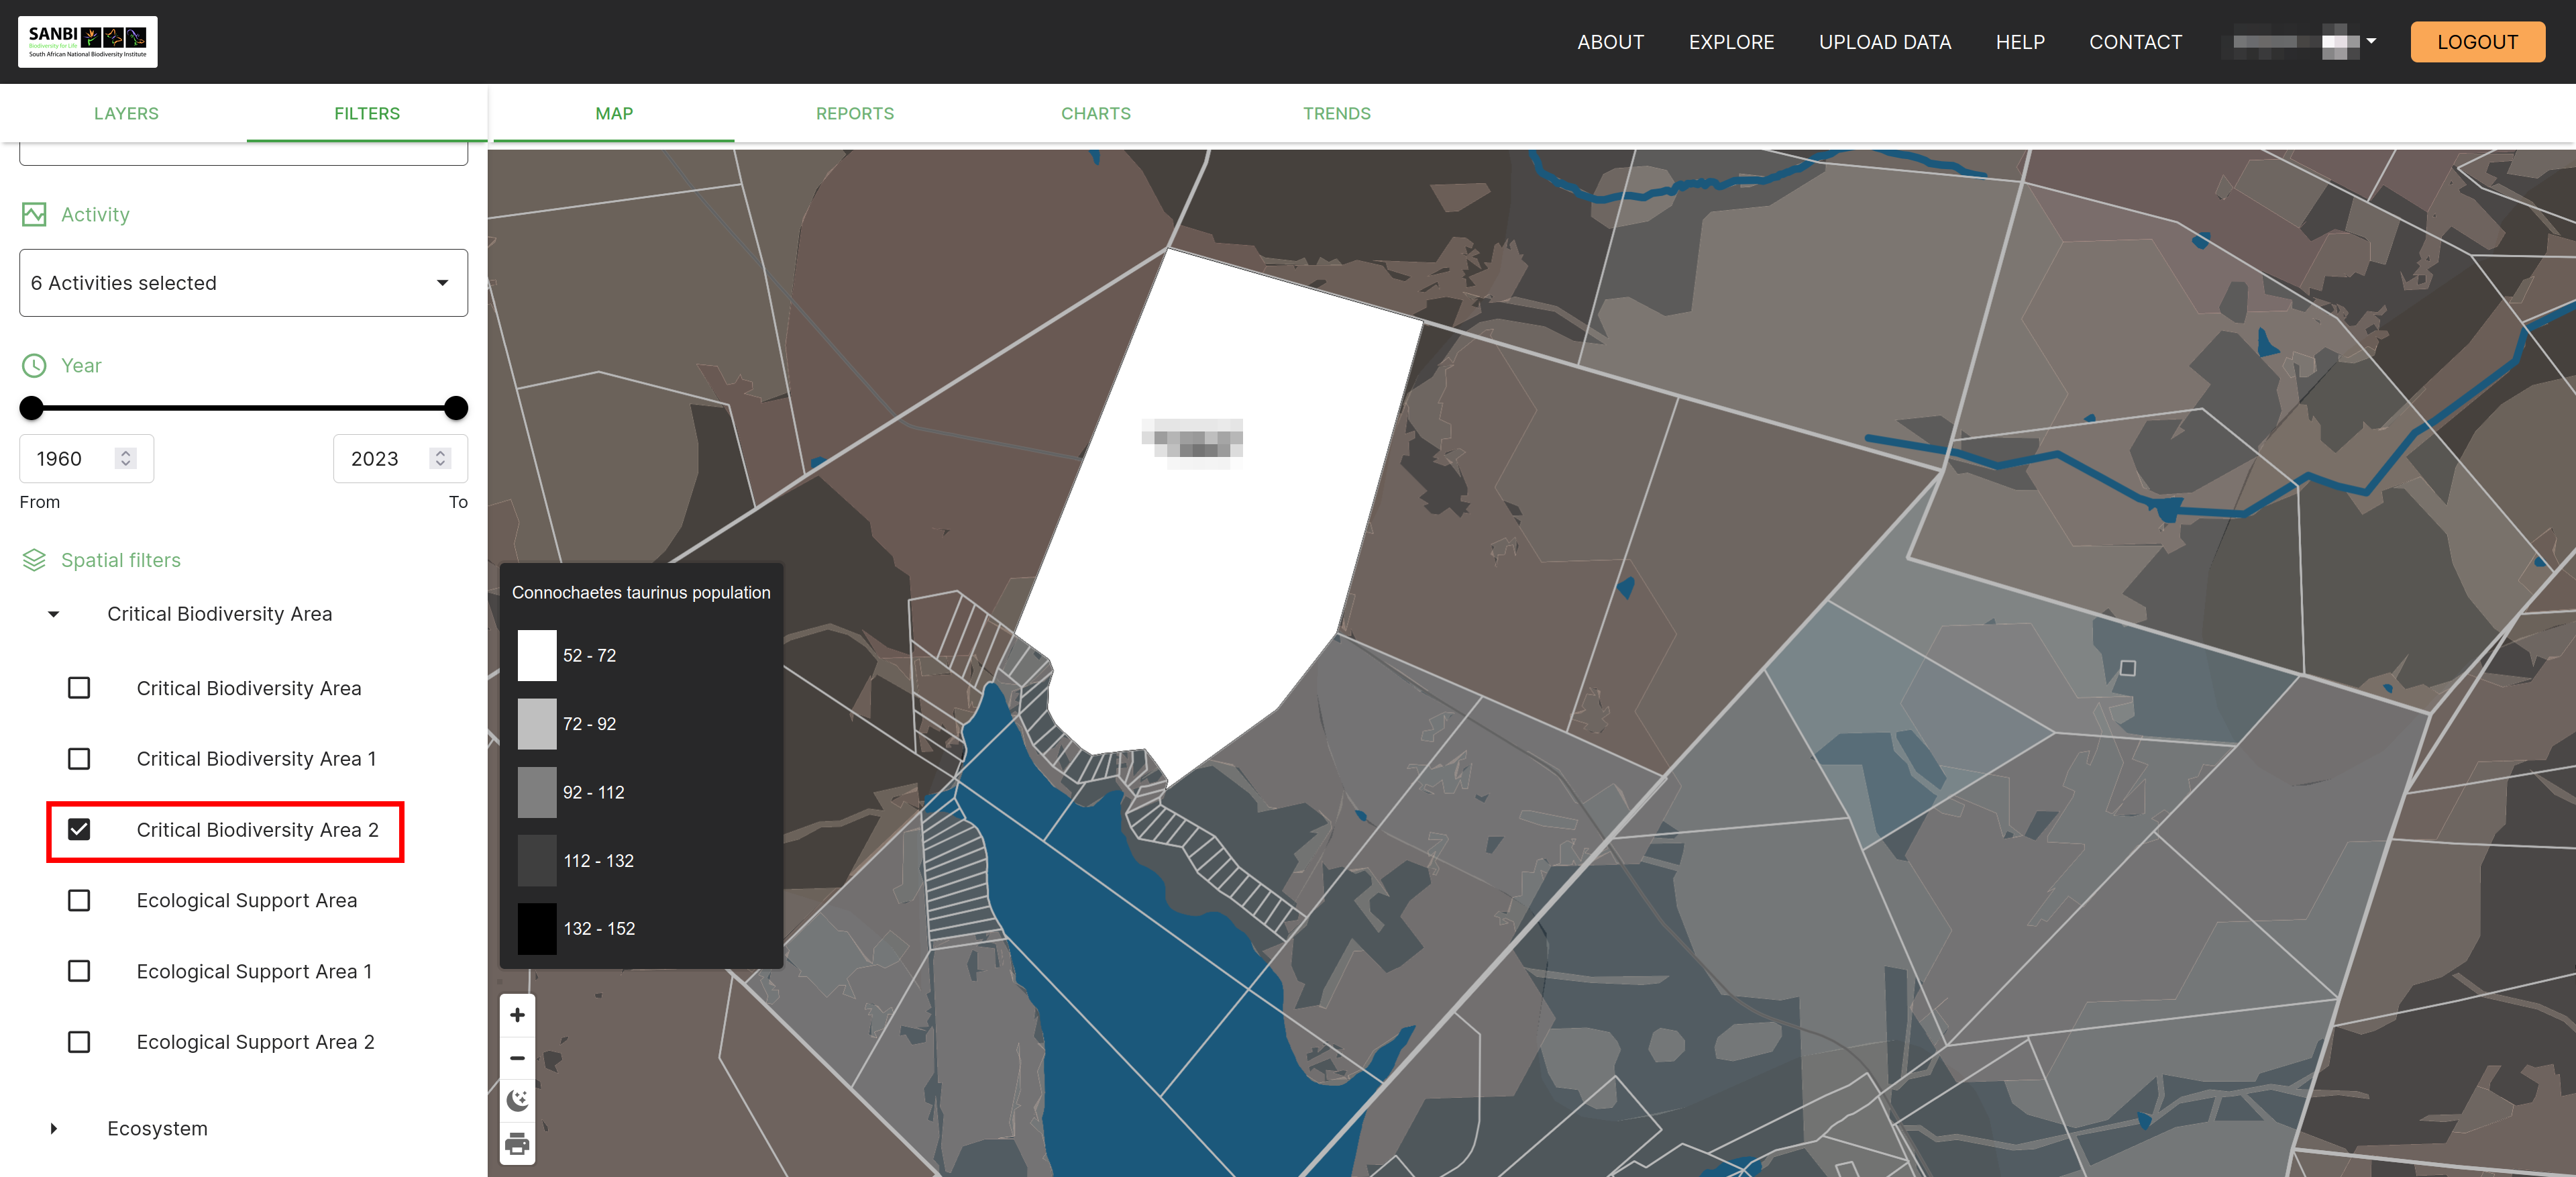 SANBI
Biodiversity for Life
South African National Biodiversity Institute
ABOUT
EXPLORE
UPLOAD DATA
HELP
CONTACT
LOGOUT
LAYERS
FILTERS
MAP
REPORTS
CHARTS
TRENDS
Activity
6 Activities selected
Year
1960
2023
From
To
Spatial filters
Critical Biodiversity Area
Critical Biodiversity Area
Critical Biodiversity Area 1
Critical Biodiversity Area 2
Ecological Support Area
Ecological Support Area 1
Ecological Support Area 2
Ecosystem
Connochaetes taurinus population
52 - 72
72 - 92
92 - 112
112 - 132
132 - 152